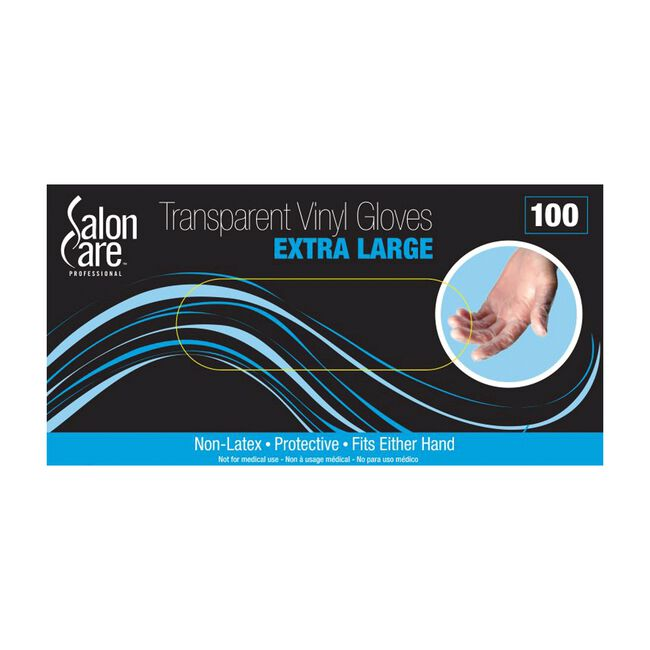 Salon
Care™
PROFESSIONAL
Transparent Vinyl Gloves
EXTRA LARGE
100
Non-Latex • Protective • Fits Either Hand
Not for medical use - Non à usage médical - No para uso médico